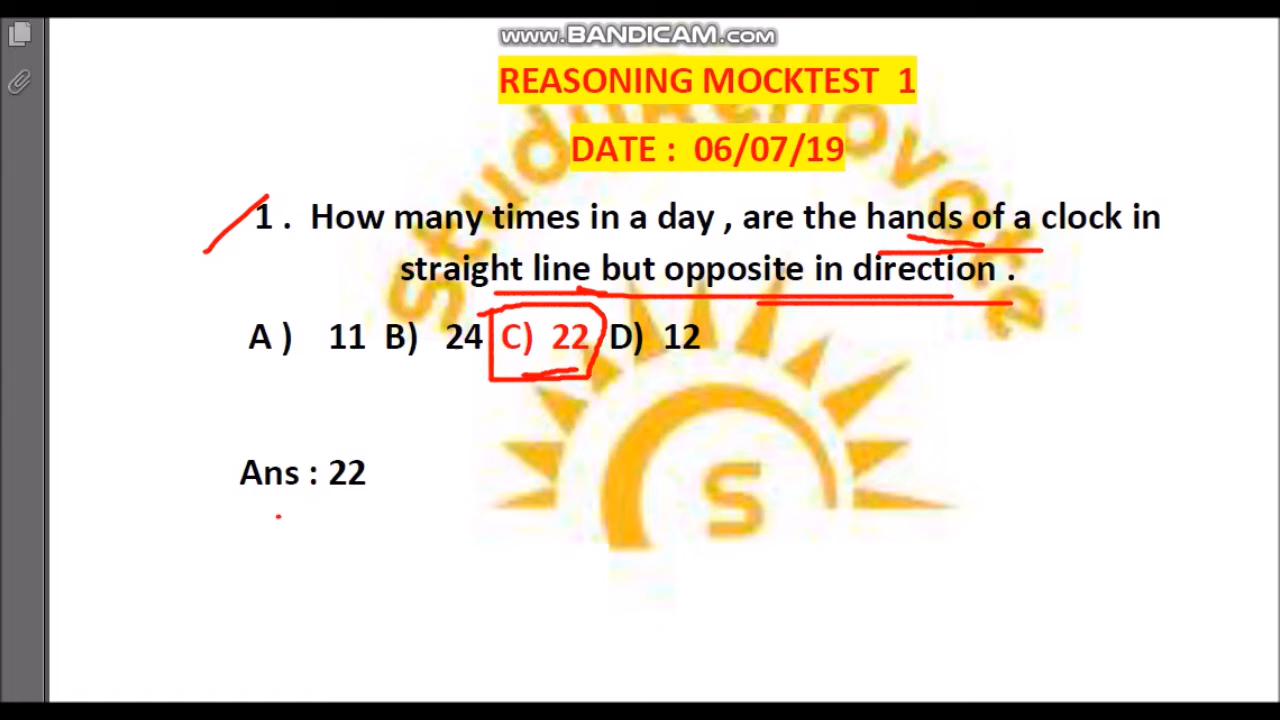 www.BANDICAM.com
REASONING MOCKTEST 1
DATE : 06/07/19
1 . How many times in a day , are the hands of a clock in
straight line but opposite in direction .
A ) 11 B) 24 C) 22 D) 12
Ans : 22
S